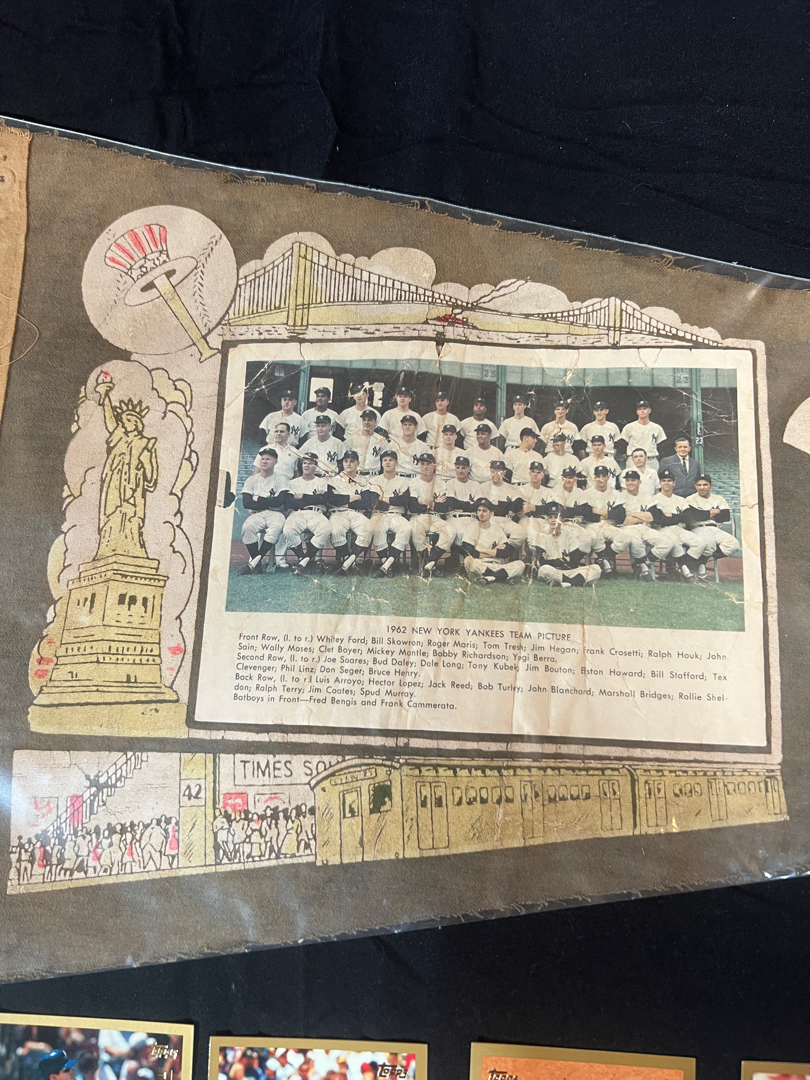 1962 NEW YORK YANKEES TEAM PICTURE
Front Row, (l. to r.) Whitey Ford; Bill Skowron; Roger Maris; Tom Tresh; Jim Hegan; Frank Crosetti; Ralph Houk; John
Sain; Wally Moses; Clet Boyer; Mickey Mantle; Bobby Richardson; Yogi Berra.
Second Row, (l. to r.) Joe Soares; Bud Daley; Dale Long; Tony Kubek; Jim Bouton; Elston Howard; Bill Stafford; Tex
Clevenger; Phil Linz; Don Seger; Bruce Henry.
Back Row, (l. to r.) Luis Arroyo; Hector Lopez; Jack Reed; Bob Turley; John Blanchard; Marshall Bridges; Rollie Shel-
don; Ralph Terry; Jim Coates; Spud Murray.
Batboys in Front—Fred Bengis and Frank Cammerata.
TIMES SQU
42
Topps
Topps
Topps